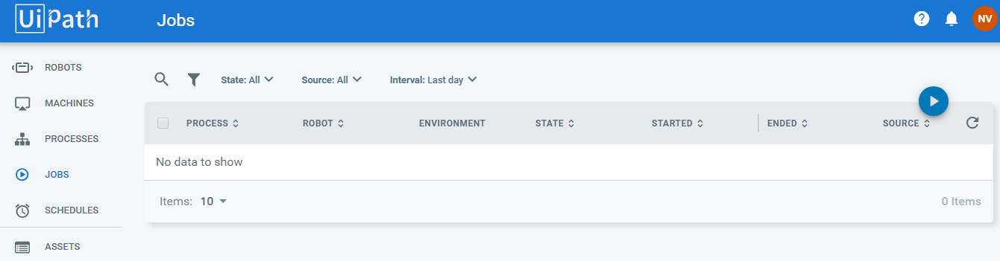 UiPath
Jobs
NV
ROBOTS
MACHINES
PROCESSES
JOBS
SCHEDULES
ASSETS
State: All
Source: All
Interval: Last day
PROCESS ROBOT ENVIRONMENT STATE STARTED ENDED SOURCE
No data to show
Items: 10
0 Items